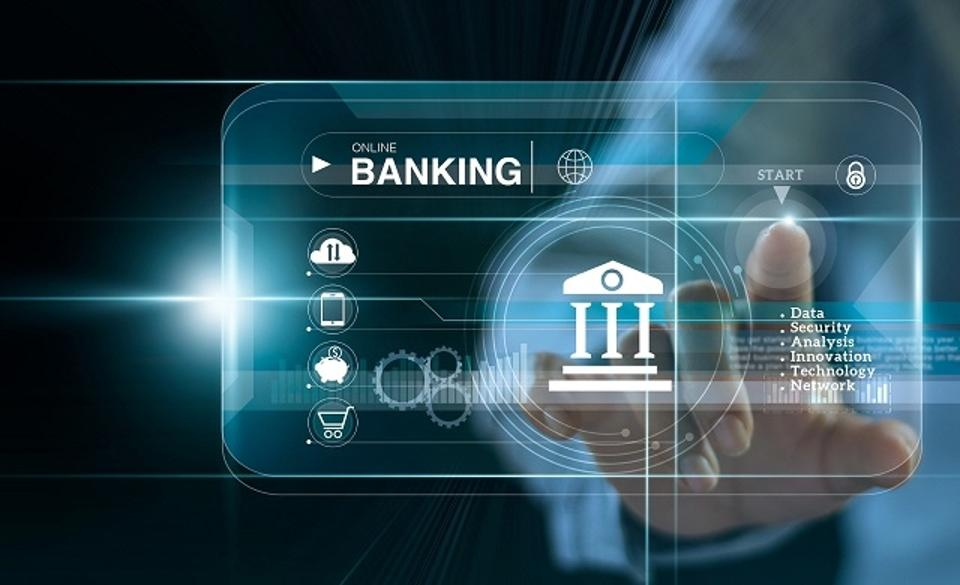 ONLINE
BANKING
START
Data
Security
Analysis
Innovation
Technology
Network